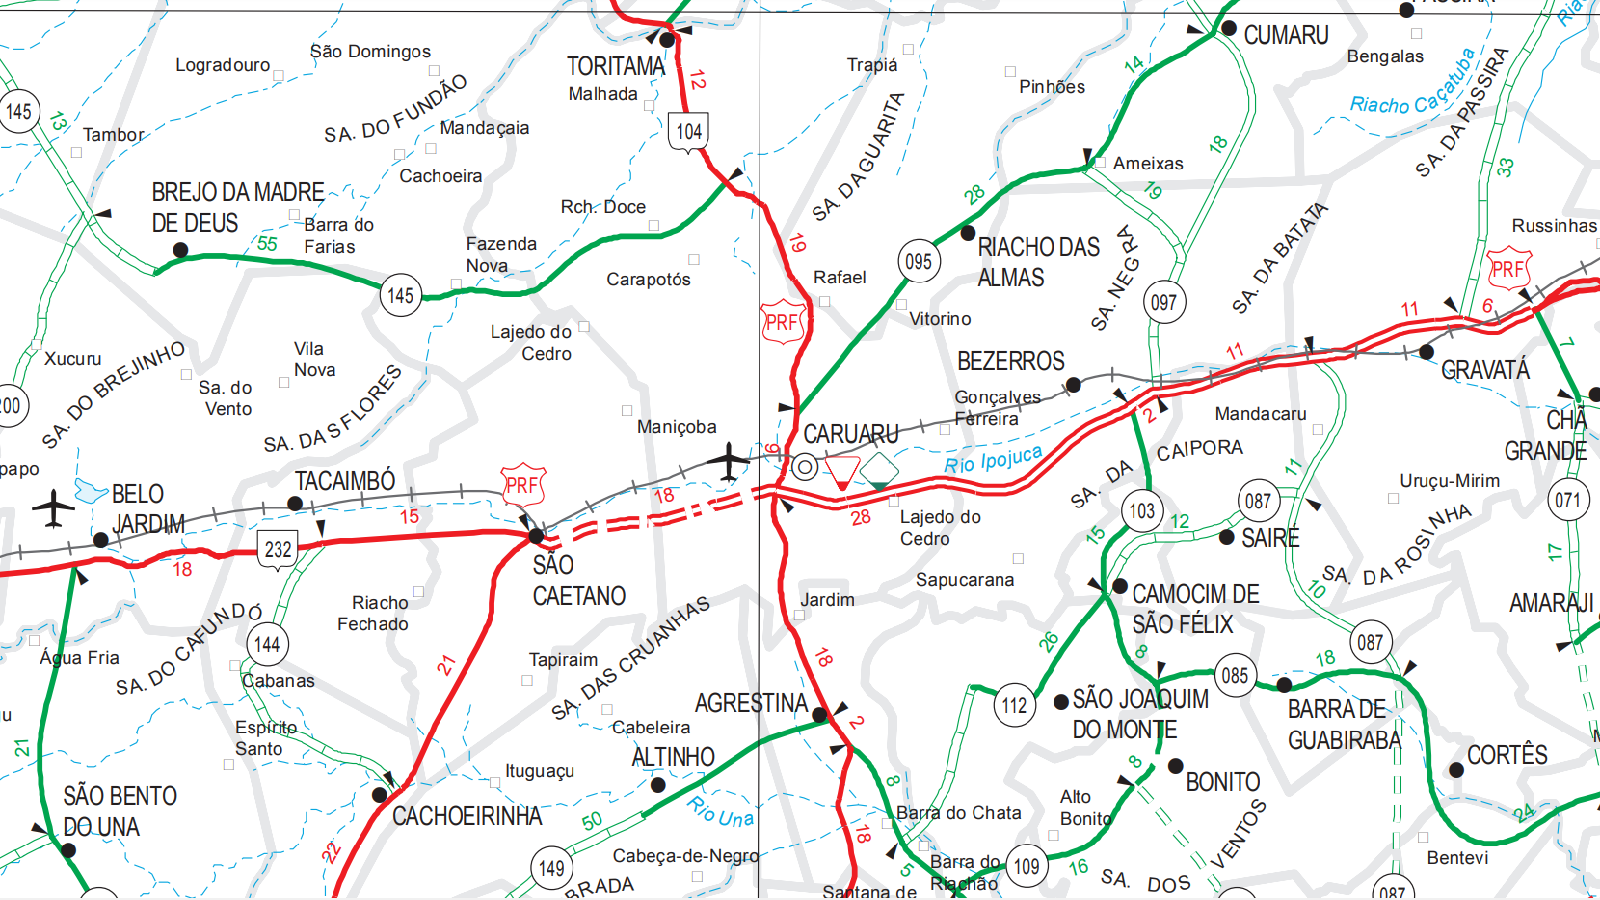 CUMARU
Bengalas
Riacho Caçatuba
SA. DA PASSIRA
TORITAMA
Malhada
São Domingos
Logradouro
SA. DO FUNDÃO
Mandaçaia
Cachoeira
Tambor
145
13
12
104
Trapiá
Pinhões
14
18
SA. DA GUARITA
Ameixas
19
33
28
BREJO DA MADRE
DE DEUS
55
Barra do
Farias
Rch. Doce
Fazenda
Nova
145
Carapotós
19
Rafael
PRF
095
RIACHO DAS
ALMAS
Vitorino
SA. NEGRA
097
SA. DA BATATA
Russinhas
PRF
11
6
11
7
Xucuru
SA. DO BREJINHO
Vila
Nova
Sa. do
Vento
SA. DAS FLORES
Lajedo do
Cedro
BEZERROS
Gonçalves
Ferreira
GRAVATÁ
CHÃ
GRANDE
Mandacaru
2
Maniçoba
CARUARU
9
Rio Ipojuca
SA. DA CAIPORA
11
BELO
JARDIM
TACAIMBÓ
PRF
18
15
28
Lajedo do
Cedro
103
087
12
15
SAIRÉ
Uruçu-Mirim
071
17
SA. DA ROSINHA
232
18
SÃO
CAETANO
Sapucarana
CAMOCIM DE
SÃO FÉLIX
10
AMARAJI
Riacho
Fechado
Jardim
SA. DO CAFUNDÓ
144
Água Fria
Cabanas
21
Tapiraim
SA. DAS CRUANHAS
18
26
8
087
18
085
112
AGRESTINA
Cabeleira
2
SÃO JOAQUIM
DO MONTE
BARRA DE
GUABIRABA
Espírito
Santo
21
ALTINHO
Ituguaçu
8
8
BONITO
CORTÊS
SÃO BENTO
DO UNA
CACHOEIRINHA
50
Rio Una
Barra do Chata
Alto
Bonito
24
22
149
18
Cabeça-de-Negro
BRADA
5
Barra do
Riachão
109
16
SA. DOS VENTOS
Bentevi
087
Santana de